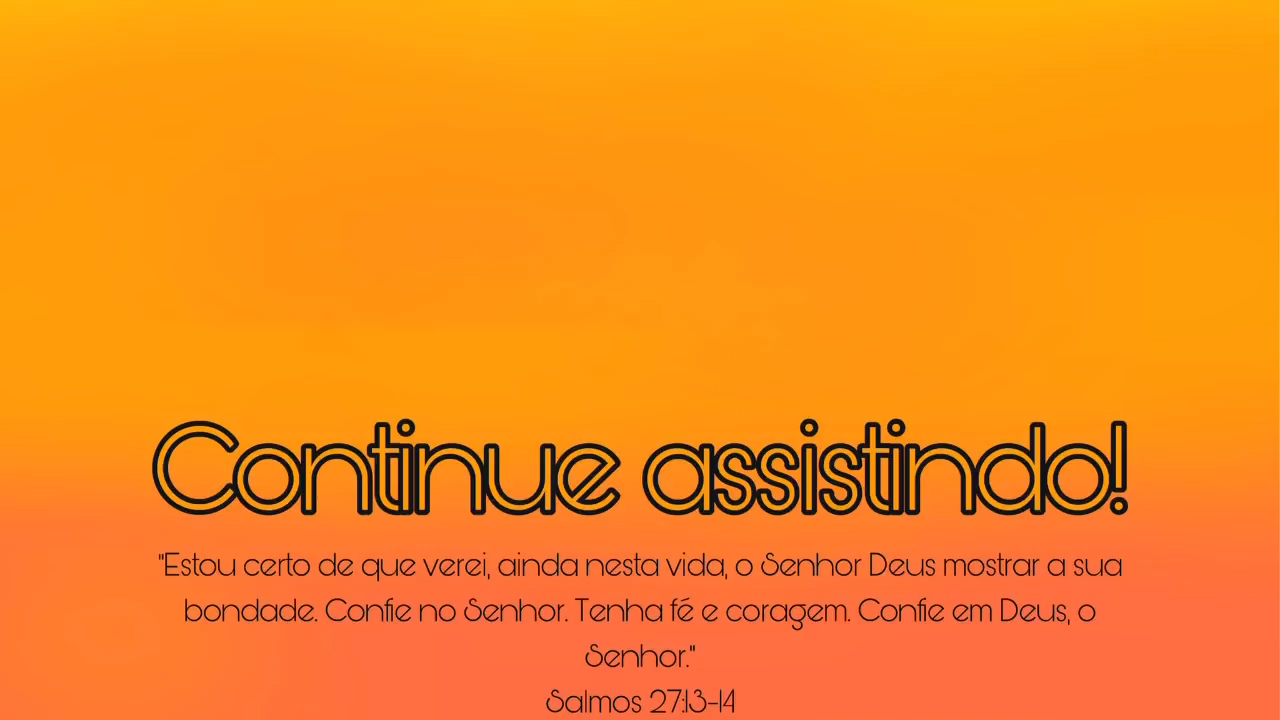 Continue assistindo!
"Estou certo de que verei, ainda nesta vida, o Senhor Deus mostrar a sua
bondade. Confie no Senhor. Tenha fé e coragem. Confie em Deus, o
Senhor."
Salmos 27:13-14